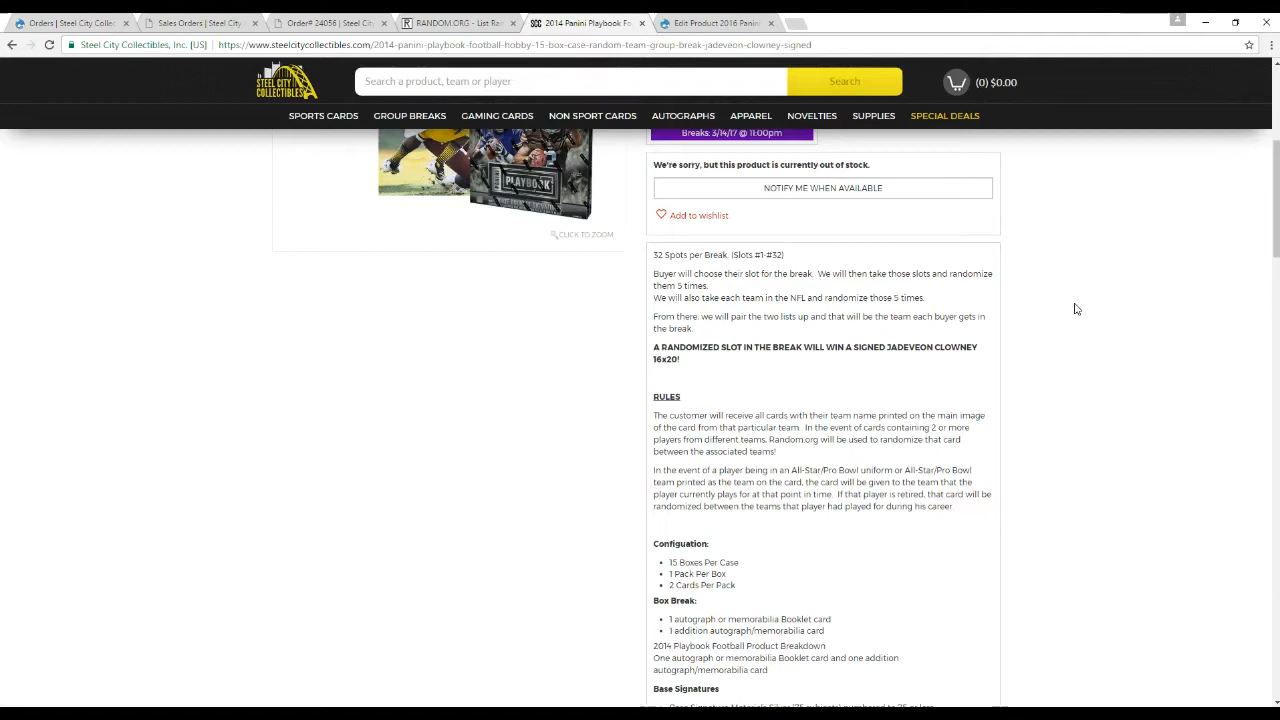 Orders | Steel City Collec
Sales Orders | Steel City
Order# 24056 | Steel Cit
RANDOM.ORG - List Ran
SCC 2014 Panini Playbook Fo
Edit Product 2016 Panini
Steel City Collectibles, Inc. [US]
https://www.steelcitycollectibles.com/2014-panini-playbook-football-hobby-15-box-case-random-team-group-break-jadeveon-clowney-signed
STEEL CITY
COLLECTIBLES
Search a product, team or player
Search
(0) $0.00
SPORTS CARDS
GROUP BREAKS
GAMING CARDS
NON SPORT CARDS
AUTOGRAPHS
APPAREL
NOVELTIES
SUPPLIES
SPECIAL DEALS
Breaks: 3/14/17 @ 11:00pm
PLAYBOOK
CLICK TO ZOOM
We're sorry, but this product is currently out of stock.
NOTIFY ME WHEN AVAILABLE
Add to wishlist
32 Spots per Break. (Slots #1-#32)
Buyer will choose their slot for the break. We will then take those slots and randomize
them 5 times.
We will also take each team in the NFL and randomize those 5 times.
From there, we will pair the two lists up and that will be the team each buyer gets in
the break.
A RANDOMIZED SLOT IN THE BREAK WILL WIN A SIGNED JADEVEON CLOWNEY
16x20!
RULES
The customer will receive all cards with their team name printed on the main image
of the card from that particular team. In the event of cards containing 2 or more
players from different teams, Random.org will be used to randomize that card
between the associated teams!
In the event of a player being in an All-Star/Pro Bowl uniform or All-Star/Pro Bowl
team printed as the team on the card, the card will be given to the team that the
player currently plays for at that point in time. If that player is retired, that card will be
randomized between the teams that player had played for during his career.
Configuation:
15 Boxes Per Case
1 Pack Per Box
2 Cards Per Pack
Box Break:
1 autograph or memorabilia Booklet card
1 addition autograph/memorabilia card
2014 Playbook Football Product Breakdown
One autograph or memorabilia Booklet card and one addition
autograph/memorabilia card
Base Signatures